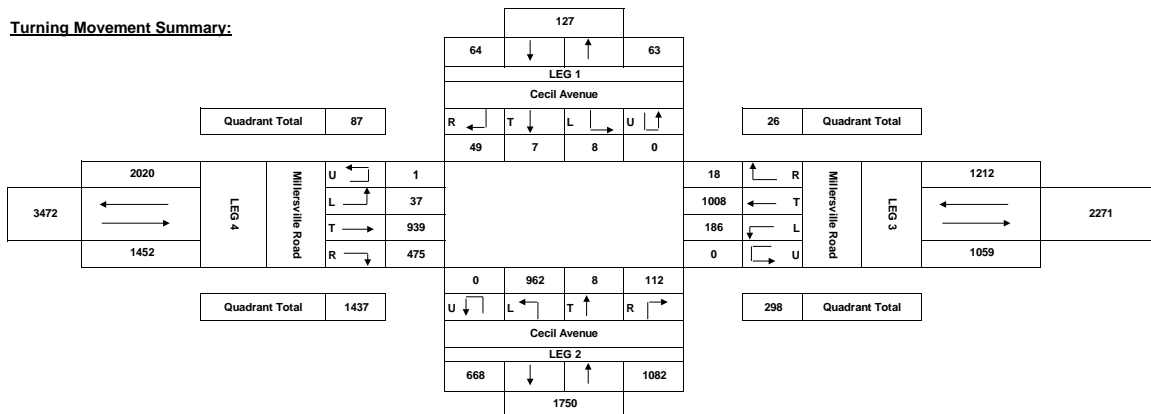 Turning Movement Summary:
127
64 63
LEG 1
Cecil Avenue
Quadrant Total 87
R T L U
26 Quadrant Total
49 7 8 0
2020
U 1
18 R
1212
3472
LEG 4
Millersville Road
L 37
1008 T
Millersville Road
LEG 3
2271
T 939
186 L
1452
R 475
0 U
1059
0 962 8 112
Quadrant Total 1437
U L T R
298 Quadrant Total
Cecil Avenue
LEG 2
668 1082
1750